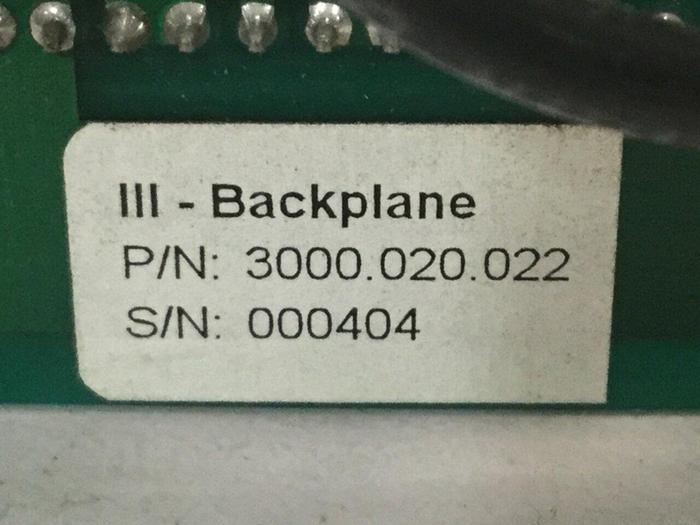 III - Backplane
P/N: 3000.020.022
S/N: 000404